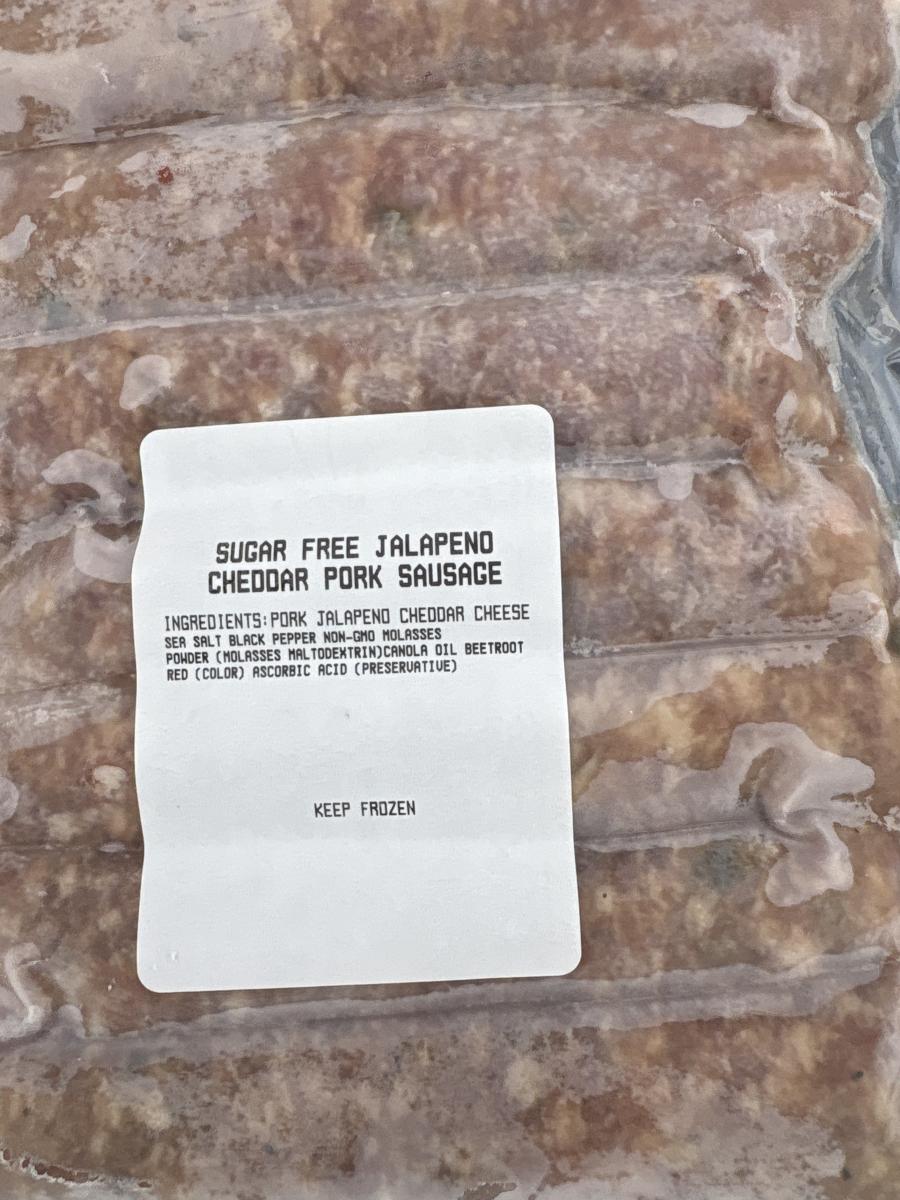 SUGAR FREE JALAPENO
CHEDDAR PORK SAUSAGE
INGREDIENTS:PORK JALAPENO CHEDDAR CHEESE
SEA SALT BLACK PEPPER NON-GMO MOLASSES
POWDER (MOLASSES MALTODEXTRIN)CANOLA OIL BEETROOT
RED (COLOR) ASCORBIC ACID (PRESERVATIVE)
KEEP FROZEN